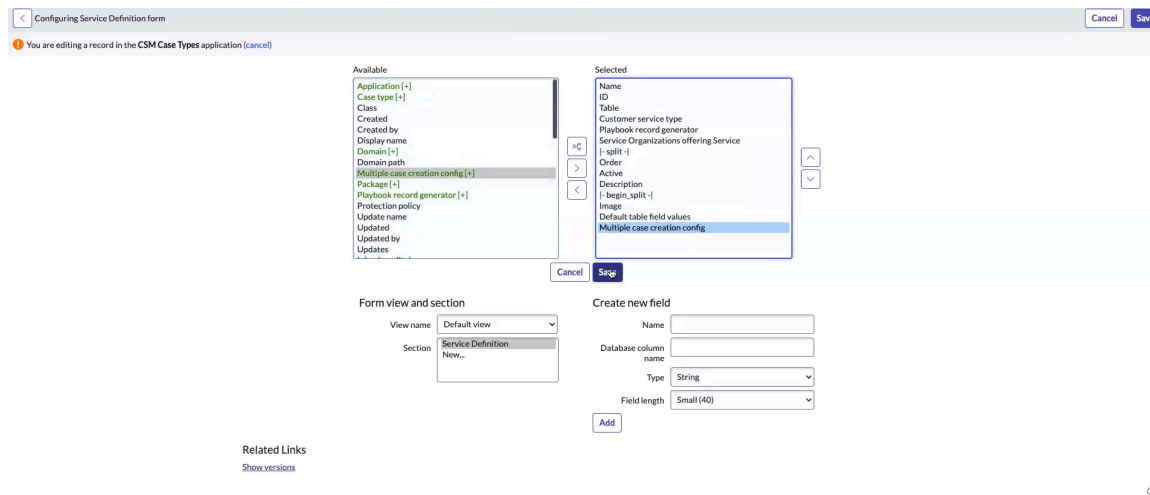 Configuring Service Definition form
Cancel
You are editing a record in the CSM Case Types application (cancel)
Available
Application [+]
Case type [+]
Class
Created
Created by
Display name
Domain [+]
Domain path
Multiple case creation config [+]
Package [+]
Playbook record generator [+]
Protection policy
Update name
Updated
Updated by
Updates
Selected
Name
ID
Table
Customer service type
Playbook record generator
Service Organizations offering Service
|- split -|
Order
Active
Description
|- begin_split -|
Image
Default table field values
Multiple case creation config
Cancel
Save
Form view and section
View name Default view
Section Service Definition
New...
Create new field
Name
Database column
name
Type String
Field length Small (40)
Add
Related Links
Show versions